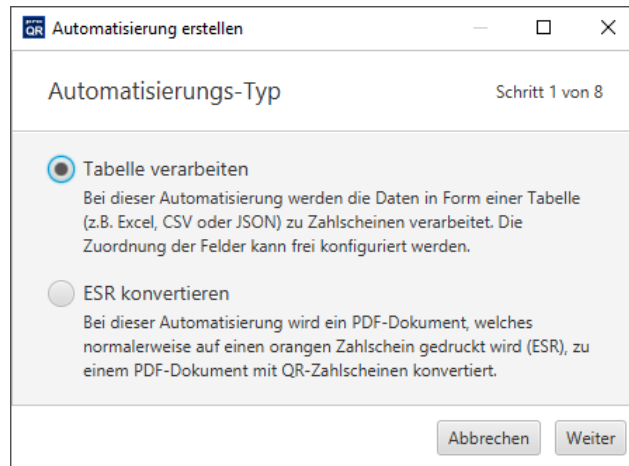 QR Automatisierung erstellen
Automatisierungs-Typ Schritt 1 von 8
Tabelle verarbeiten
Bei dieser Automatisierung werden die Daten in Form einer Tabelle
(z.B. Excel, CSV oder JSON) zu Zahlscheinen verarbeitet. Die
Zuordnung der Felder kann frei konfiguriert werden.
ESR konvertieren
Bei dieser Automatisierung wird ein PDF-Dokument, welches
normalerweise auf einen orangen Zahlschein gedruckt wird (ESR), zu
einem PDF-Dokument mit QR-Zahlscheinen konvertiert.
Abbrechen Weiter